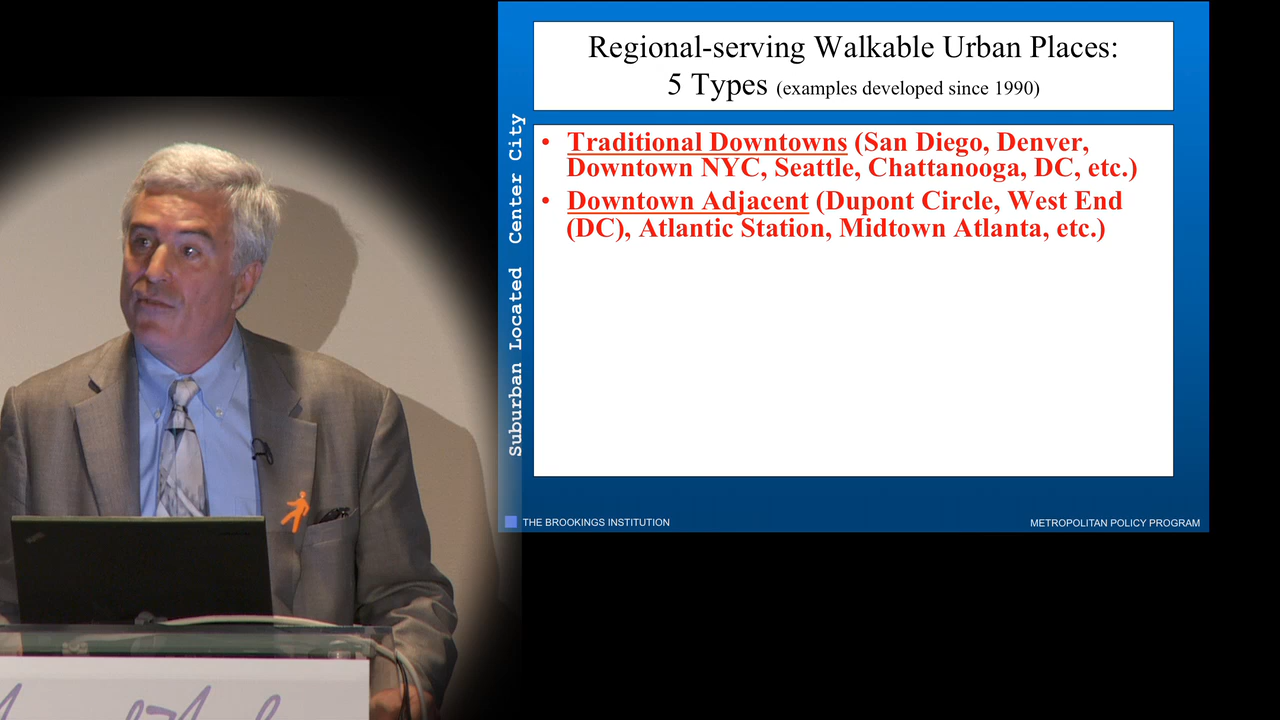 Regional-serving Walkable Urban Places:
5 Types (examples developed since 1990)
• Traditional Downtowns (San Diego, Denver,
Downtown NYC, Seattle, Chattanooga, DC, etc.)
• Downtown Adjacent (Dupont Circle, West End
(DC), Atlantic Station, Midtown Atlanta, etc.)
Suburban Located Center City
THE BROOKINGS INSTITUTION
METROPOLITAN POLICY PROGRAM